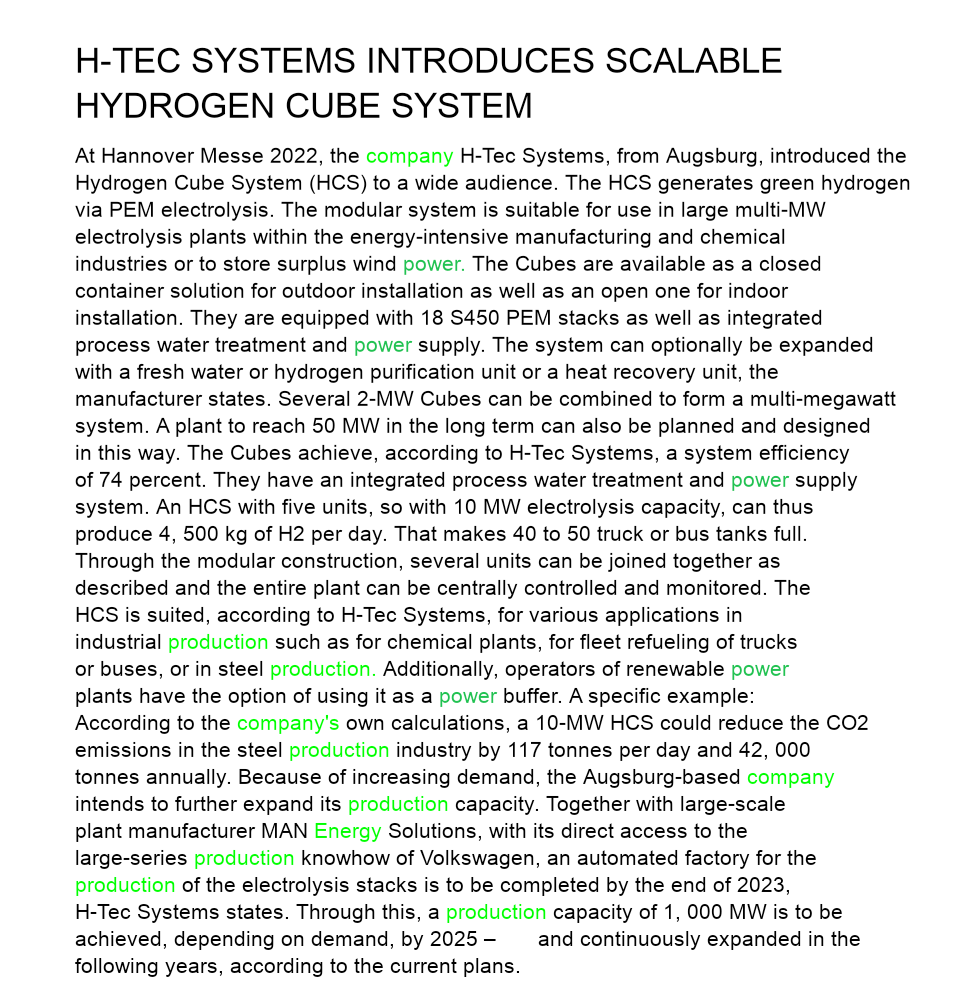 H-TEC SYSTEMS INTRODUCES SCALABLE
HYDROGEN CUBE SYSTEM
At Hannover Messe 2022, the company H-Tec Systems, from Augsburg, introduced the
Hydrogen Cube System (HCS) to a wide audience. The HCS generates green hydrogen
via PEM electrolysis. The modular system is suitable for use in large multi-MW
electrolysis plants within the energy-intensive manufacturing and chemical
industries or to store surplus wind power. The Cubes are available as a closed
container solution for outdoor installation as well as an open one for indoor
installation. They are equipped with 18 S450 PEM stacks as well as integrated
process water treatment and power supply. The system can optionally be expanded
with a fresh water or hydrogen purification unit or a heat recovery unit, the
manufacturer states. Several 2-MW Cubes can be combined to form a multi-megawatt
system. A plant to reach 50 MW in the long term can also be planned and designed
in this way. The Cubes achieve, according to H-Tec Systems, a system efficiency
of 74 percent. They have an integrated process water treatment and power supply
system. An HCS with five units, so with 10 MW electrolysis capacity, can thus
produce 4, 500 kg of H2 per day. That makes 40 to 50 truck or bus tanks full.
Through the modular construction, several units can be joined together as
described and the entire plant can be centrally controlled and monitored. The
HCS is suited, according to H-Tec Systems, for various applications in
industrial production such as for chemical plants, for fleet refueling of trucks
or buses, or in steel production. Additionally, operators of renewable power
plants have the option of using it as a power buffer. A specific example:
According to the company's own calculations, a 10-MW HCS could reduce the CO2
emissions in the steel production industry by 117 tonnes per day and 42, 000
tonnes annually. Because of increasing demand, the Augsburg-based company
intends to further expand its production capacity. Together with large-scale
plant manufacturer MAN Energy Solutions, with its direct access to the
large-series production knowhow of Volkswagen, an automated factory for the
production of the electrolysis stacks is to be completed by the end of 2023,
H-Tec Systems states. Through this, a production capacity of 1, 000 MW is to be
achieved, depending on demand, by 2025 – and continuously expanded in the
following years, according to the current plans.